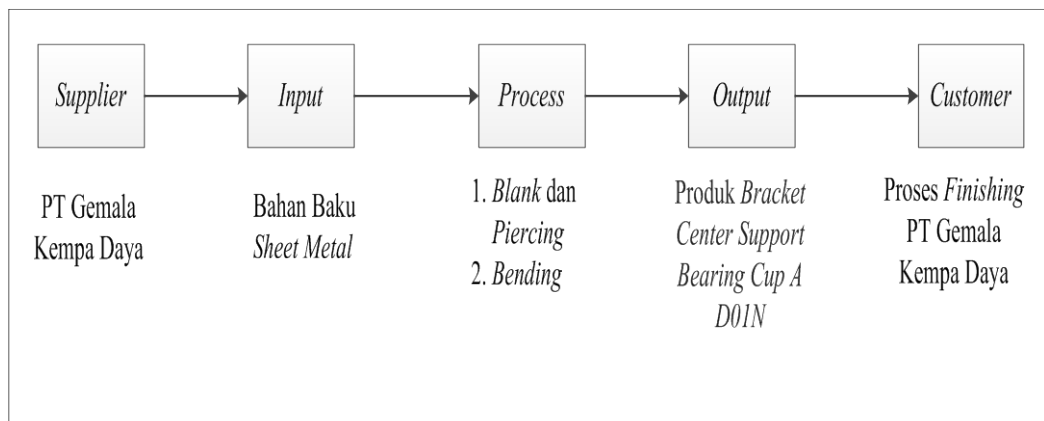 Supplier
Input
Process
Output
Customer
PT Gemala
Kempa Daya
Bahan Baku
Sheet Metal
1. Blank dan
Piercing
2. Bending
Produk Bracket
Center Support
Bearing Cup A
D01N
Proses Finishing
PT Gemala
Kempa Daya